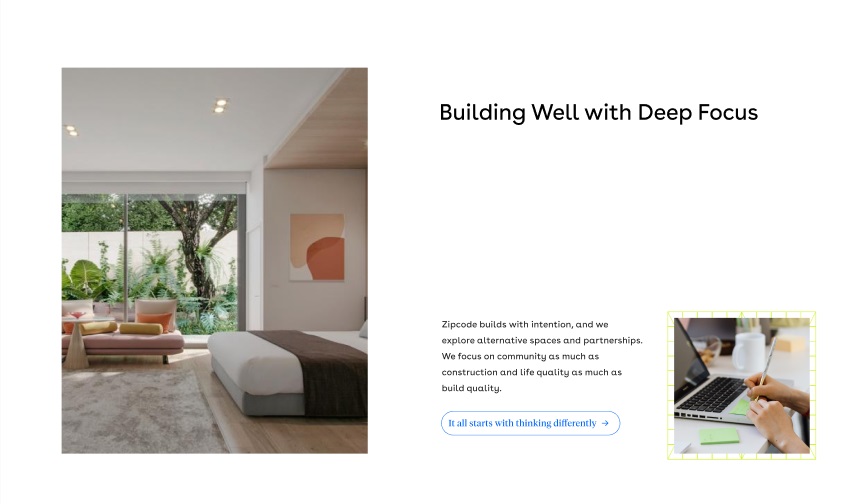 Building Well with Deep Focus
Zipcode builds with intention, and we
explore alternative spaces and partnerships.
We focus on community as much as
construction and life quality as much as
build quality.
It all starts with thinking differently →